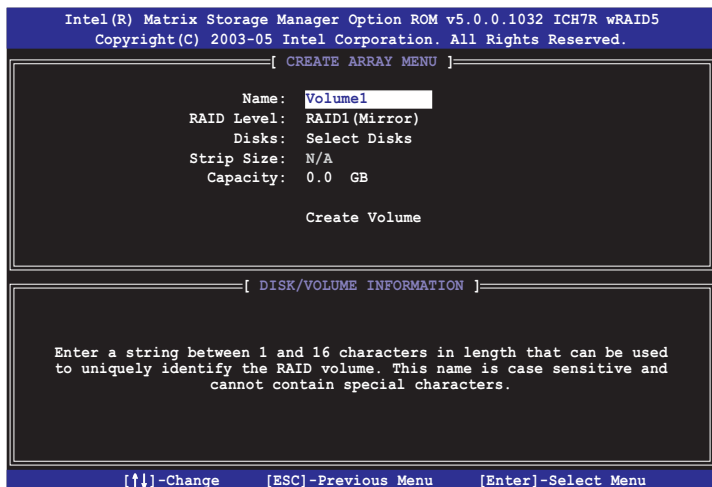 Intel(R) Matrix Storage Manager Option ROM v5.0.0.1032 ICH7R wRAID5
Copyright(C) 2003-05 Intel Corporation. All Rights Reserved.
[ CREATE ARRAY MENU ]
Name: Volume1
RAID Level: RAID1(Mirror)
Disks: Select Disks
Strip Size: N/A
Capacity: 0.0 GB
Create Volume
[ DISK/VOLUME INFORMATION ]
Enter a string between 1 and 16 characters in length that can be used
to uniquely identify the RAID volume. This name is case sensitive and
cannot contain special characters.
[↑↓]-Change [ESC]-Previous Menu [Enter]-Select Menu